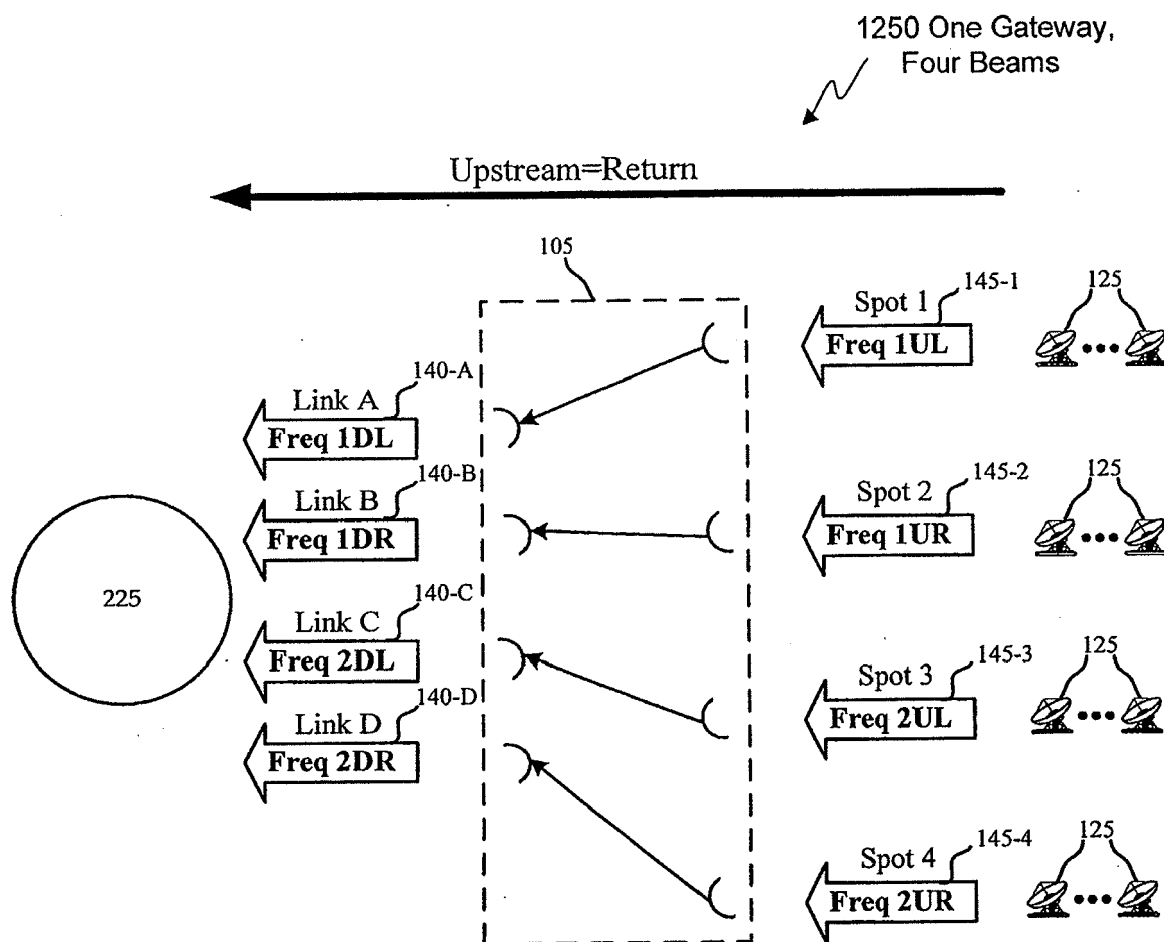 1250 One Gateway,
Four Beams
Upstream=Return
105
Spot 1
145-1
125
Freq 1UL
140-A
Link A
Freq 1DL
140-B
Link B
Freq 1DR
Spot 2
145-2
125
Freq 1UR
225
140-C
Link C
Freq 2DL
Spot 3
145-3
125
Freq 2UL
140-D
Link D
Freq 2DR
Spot 4
145-4
125
Freq 2UR